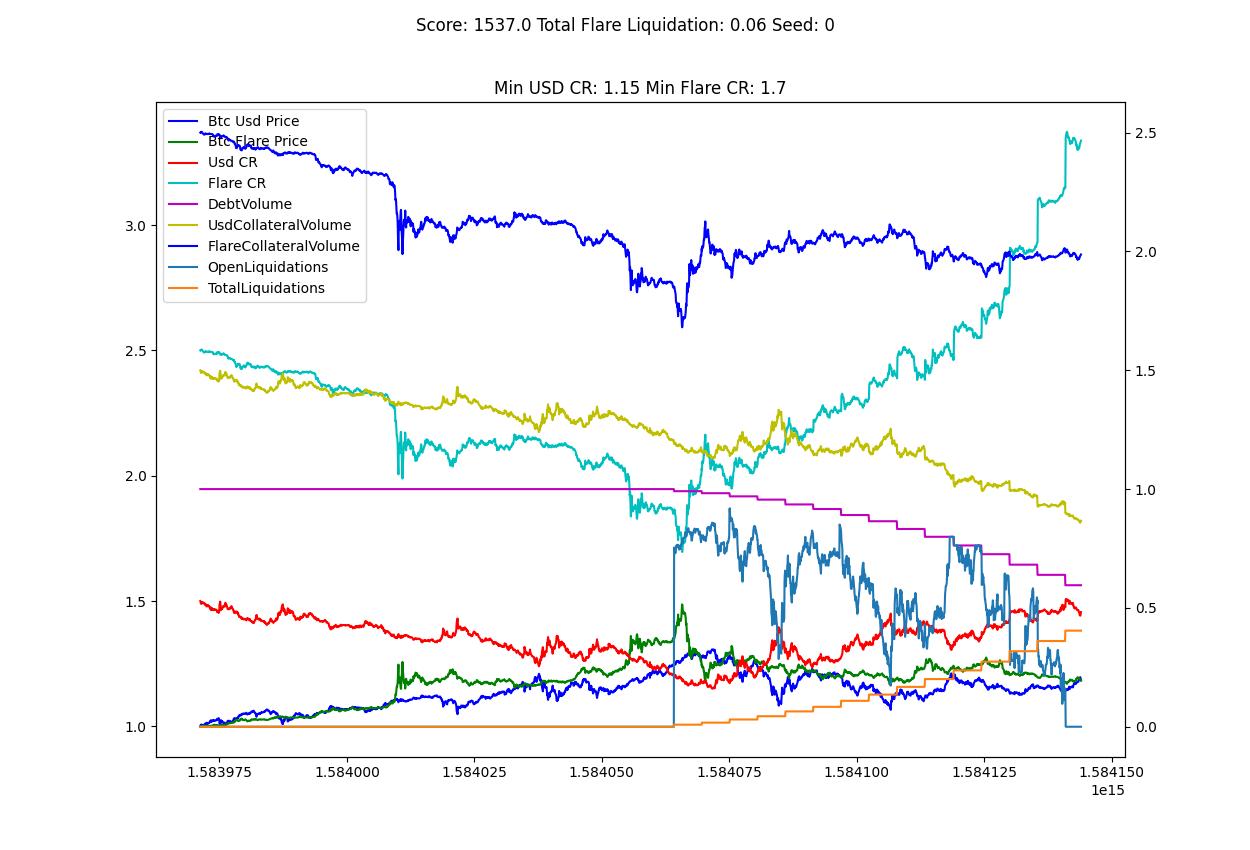 Score: 1537.0 Total Flare Liquidation: 0.06 Seed: 0
Min USD CR: 1.15 Min Flare CR: 1.7
Btc Usd Price
Btc Flare Price
Usd CR
Flare CR
DebtVolume
UsdCollateralVolume
FlareCollateralVolume
OpenLiquidations
TotalLiquidations
3.0
2.5
2.0
1.5
1.0
2.5
2.0
1.5
1.0
0.5
0.0
1.583975 1.584000 1.584025 1.584050 1.584075 1.584100 1.584125 1.584150
1e15